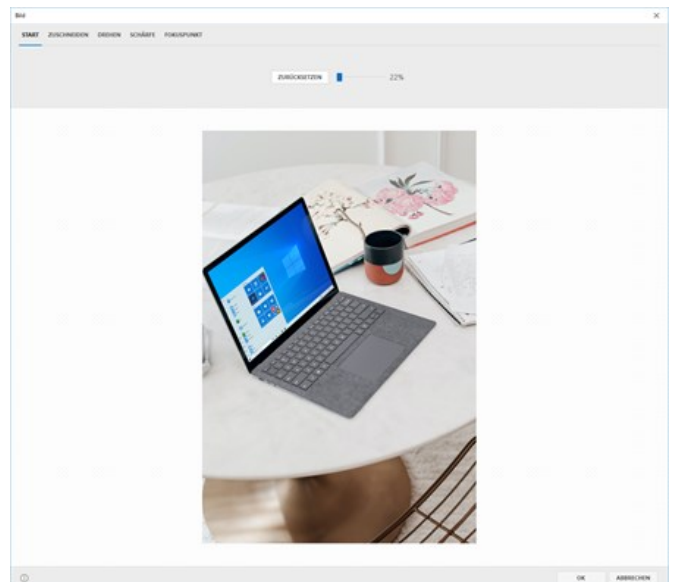 Bild
START ZUSCHNEIDEN DREHEN SCHÄRFE FOKUSPUNKT
ZURÜCKSETZEN 22%
OK ABBRECHEN